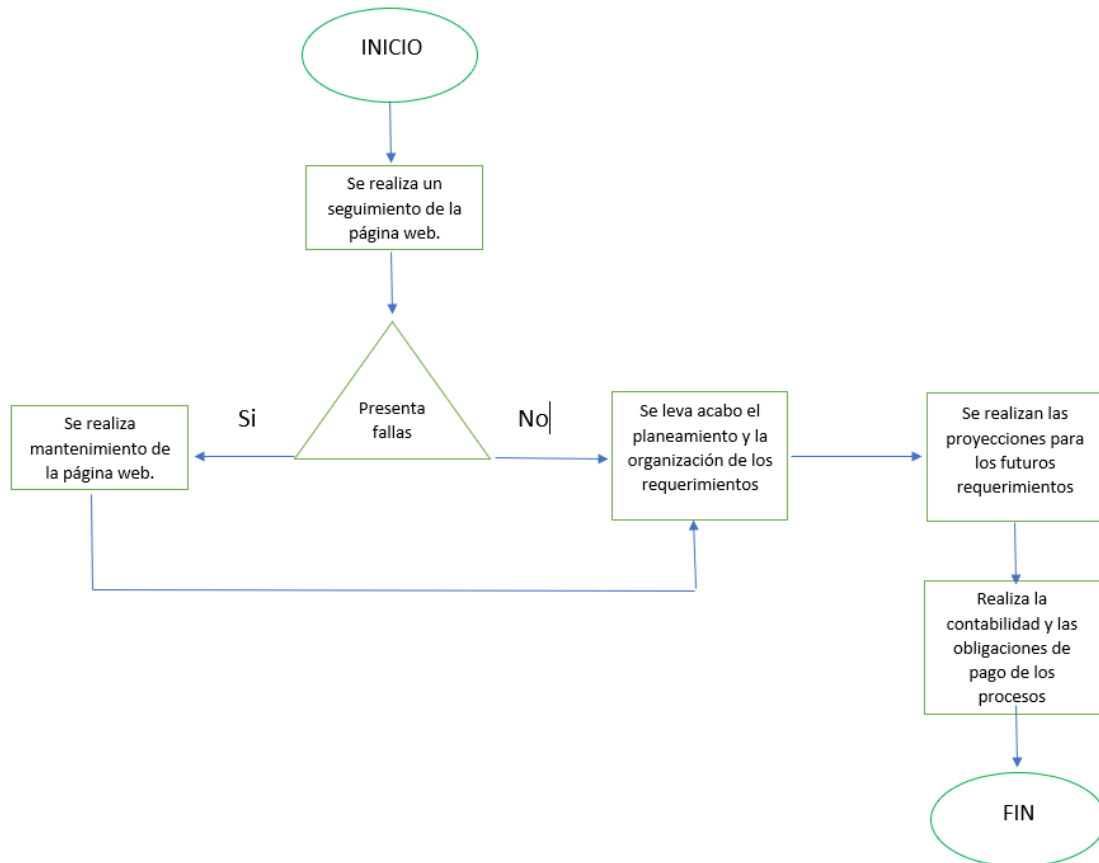 INICIO
Se realiza un
seguimiento de la
página web.
Presenta
fallas
Si
No
Se realiza
mantenimiento de
la página web.
Se leva acabo el
planeamiento y la
organización de los
requerimientos
Se realizan las
proyecciones para
los futuros
requerimientos
Realiza la
contabilidad y las
obligaciones de
pago de los
procesos
FIN